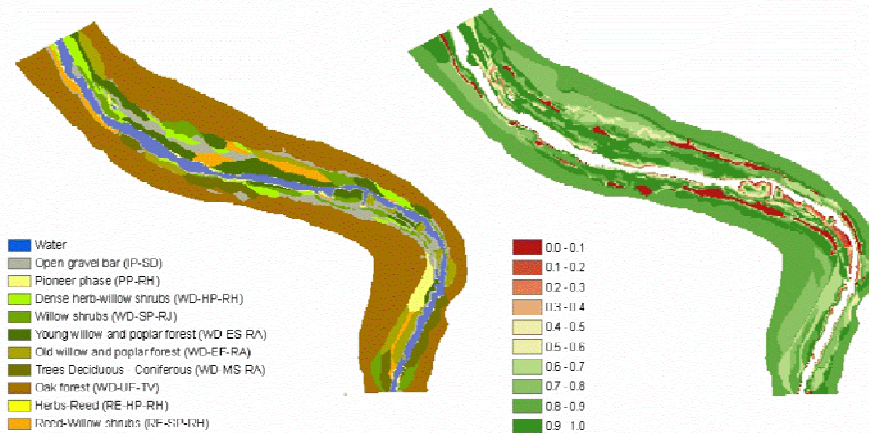 Water
Open gravel bar (IP-SD)
Pioneer phase (PP-RH)
Dense herb-willow shrubs (WD-HP-RH)
Willow shrubs (WD-SP-RJ)
Young willow and poplar forest (WD-ES-RA)
Old willow and poplar forest (WD-EF-RA)
Trees Deciduous - Coniferous (WD-MS-RA)
Oak forest (WD-UF-TV)
Herbs-Reed (RE-HP-RH)
Reed-Willow shrubs (RE-SP-RH)
0.0 - 0.1
0.1 - 0.2
0.2 - 0.3
0.3 - 0.4
0.4 - 0.5
0.5 - 0.6
0.6 - 0.7
0.7 - 0.8
0.8 - 0.9
0.9 - 1.0